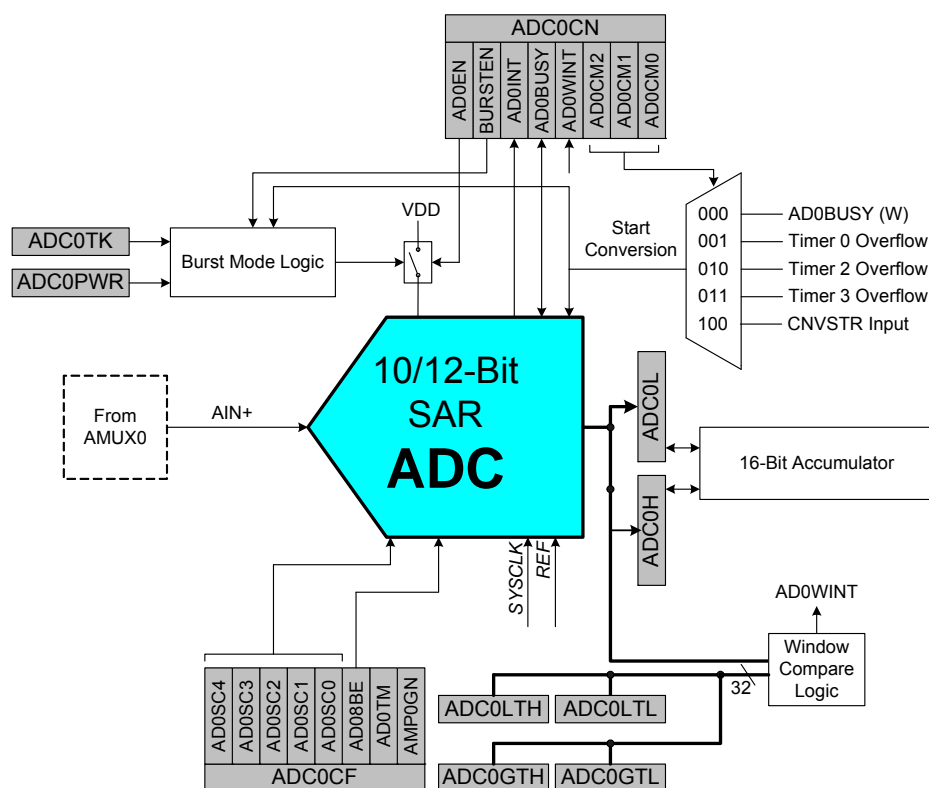 ADC0CN
AD0EN
BURSTEN
AD0INT
AD0BUSY
AD0WINT
AD0CM2
AD0CM1
AD0CM0
VDD
Start
Conversion
000
AD0BUSY (W)
001
Timer 0 Overflow
010
Timer 2 Overflow
011
Timer 3 Overflow
100
CNVSTR Input
ADC0TK
ADC0PWR
Burst Mode Logic
From
AMUX0
AIN+
10/12-Bit
SAR
ADC
ADC0L
ADC0H
16-Bit Accumulator
SYSCLK
REF
AD0WINT
Window
Compare
Logic
32
AD0SC4
AD0SC3
AD0SC2
AD0SC1
AD0SC0
AD08BE
AD0TM
AMP0GN
ADC0CF
ADC0LTH
ADC0LTL
ADC0GTH
ADC0GTL